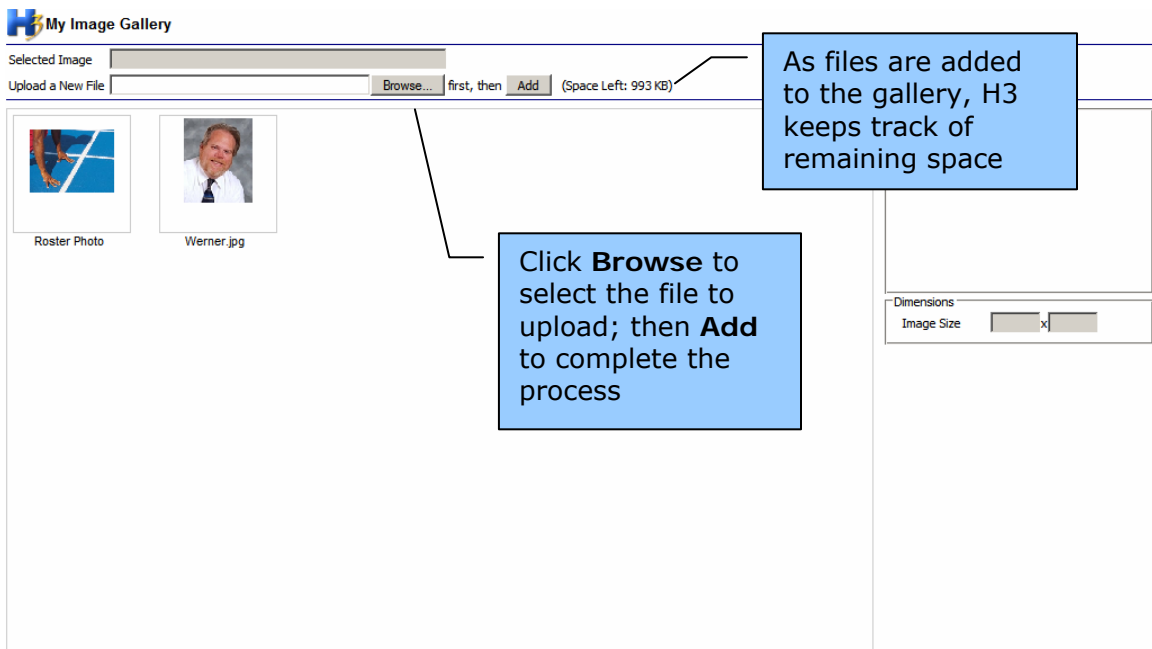 H3 My Image Gallery
Selected Image
Upload a New File Browse... first, then Add (Space Left: 993 KB)
As files are added
to the gallery, H3
keeps track of
remaining space
Roster Photo
Werner.jpg
Click Browse to
select the file to
upload; then Add
to complete the
process
Dimensions
Image Size x